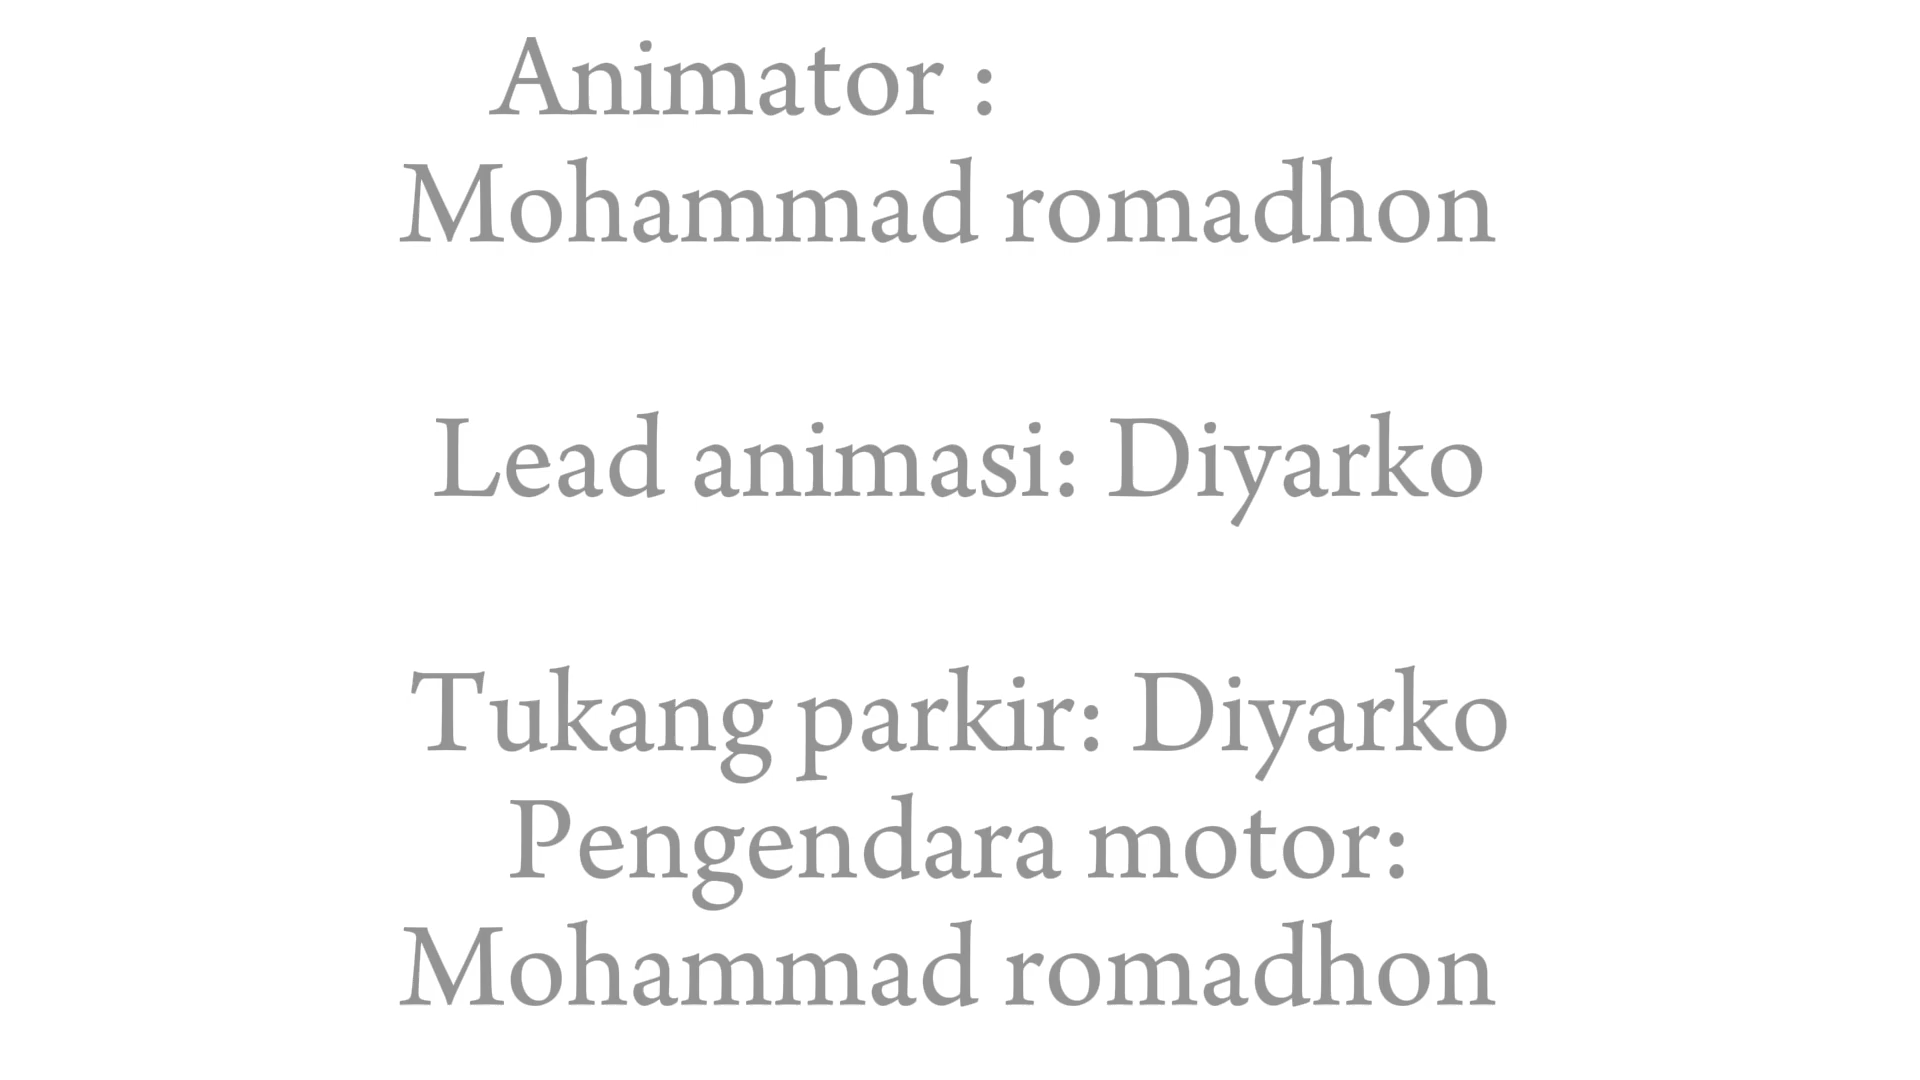 Animator :
Mohammad romadhon
Lead animasi: Diyarko
Tukang parkir: Diyarko
Pengendara motor:
Mohammad romadhon